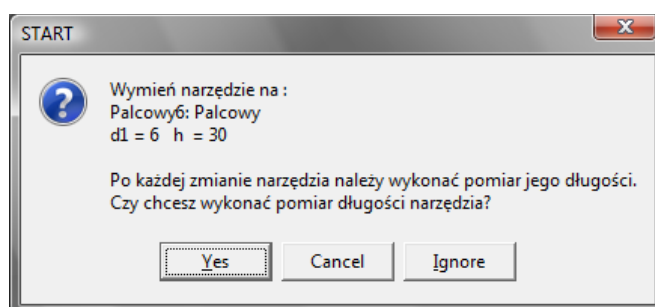 START
Wymień narzędzie na :
Palcowy6: Palcowy
d1 = 6 h = 30
Po każdej zmianie narzędzia należy wykonać pomiar jego długości.
Czy chcesz wykonać pomiar długości narzędzia?
Yes Cancel Ignore